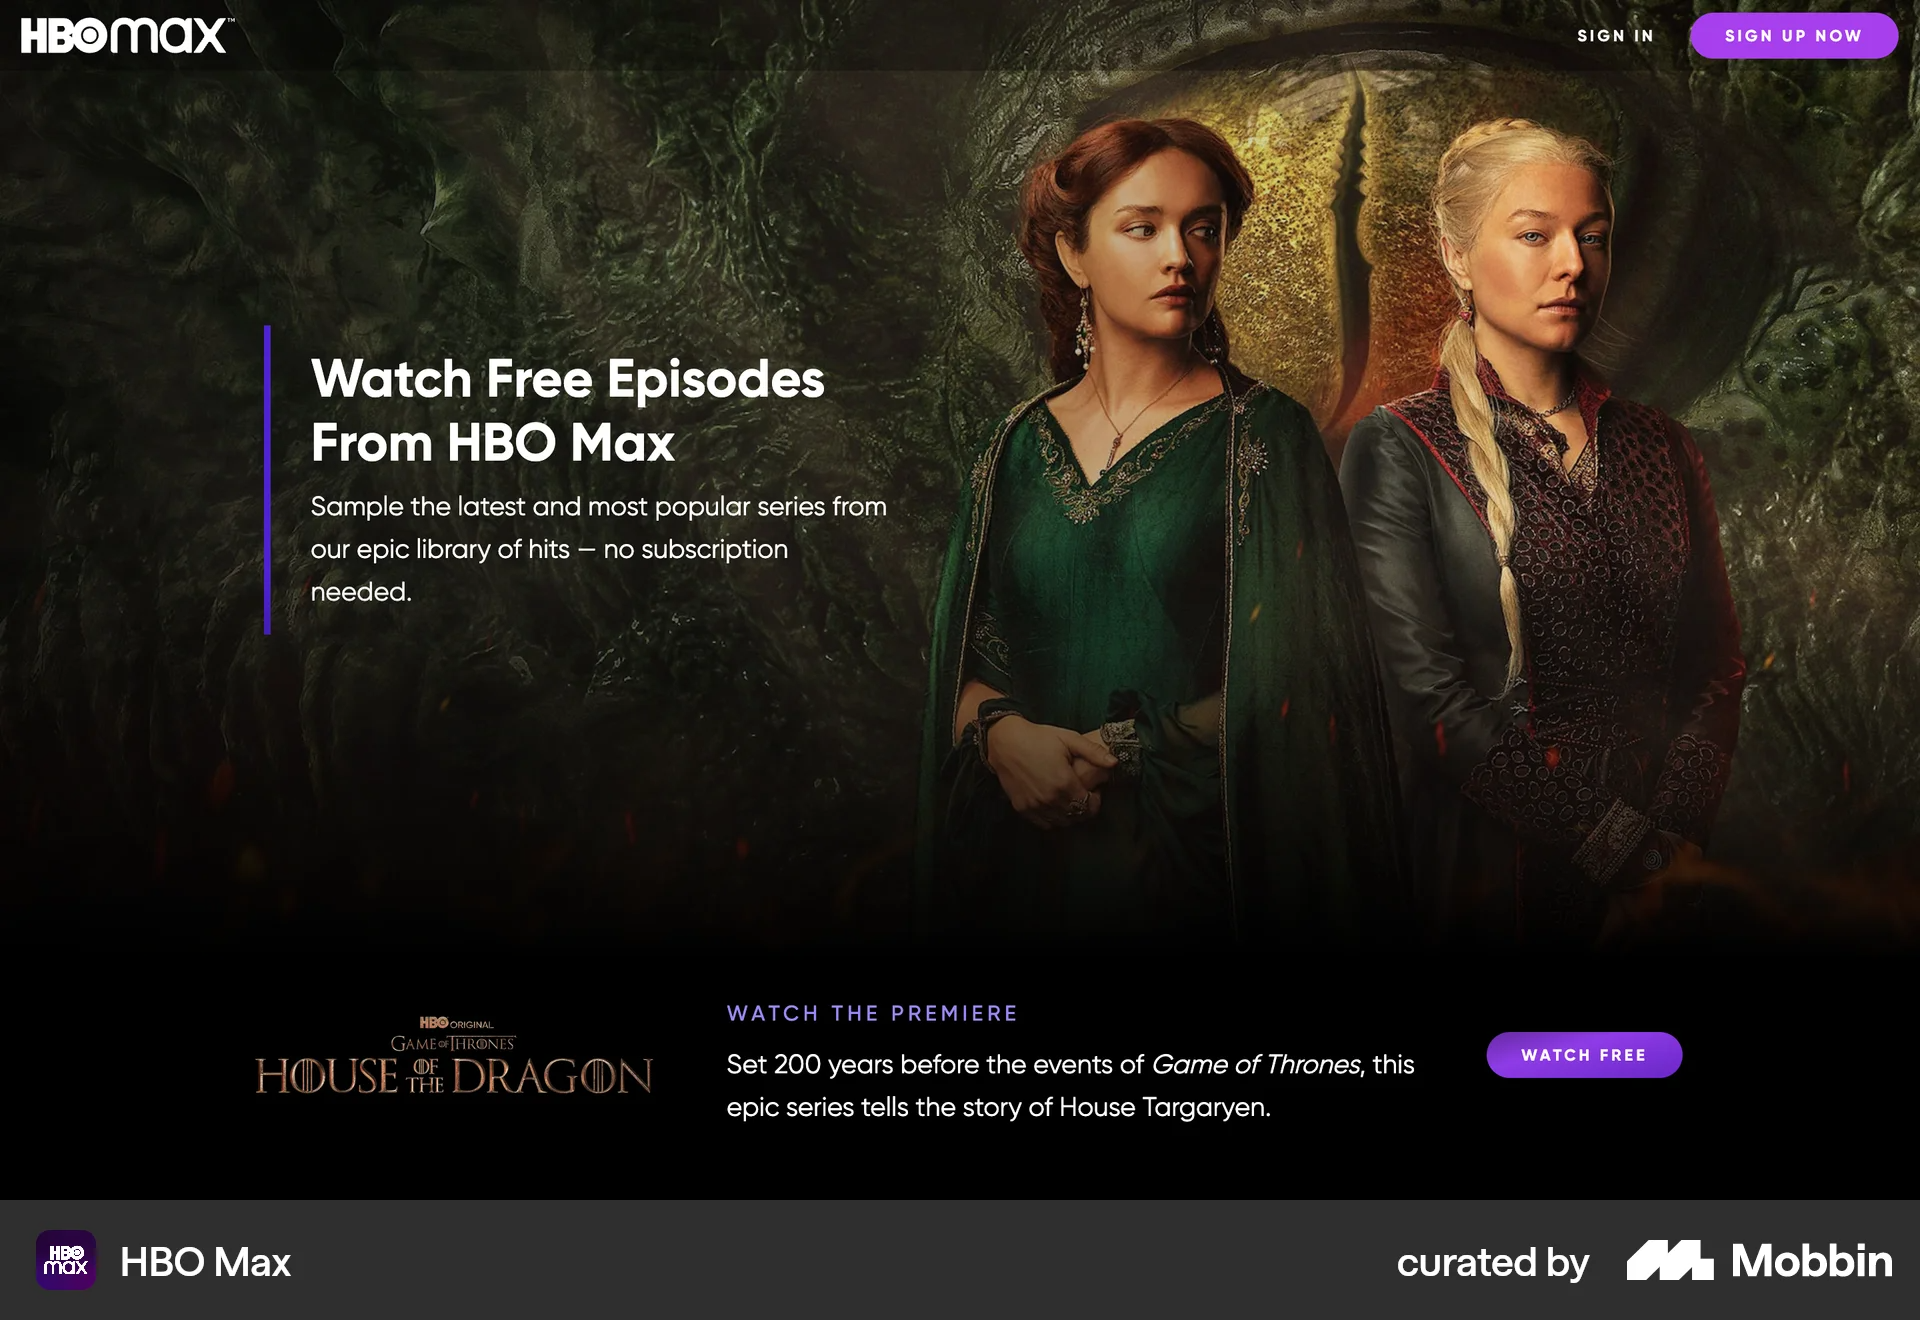 HBOmax™
SIGN IN
SIGN UP NOW
Watch Free Episodes
From HBO Max
Sample the latest and most popular series from
our epic library of hits — no subscription
needed.
HBO ORIGINAL
GAME OF THRONES
HOUSE OF THE DRAGON
WATCH THE PREMIERE
Set 200 years before the events of Game of Thrones, this
epic series tells the story of House Targaryen.
WATCH FREE
HBO
max
HBO Max
curated by
Mobbin